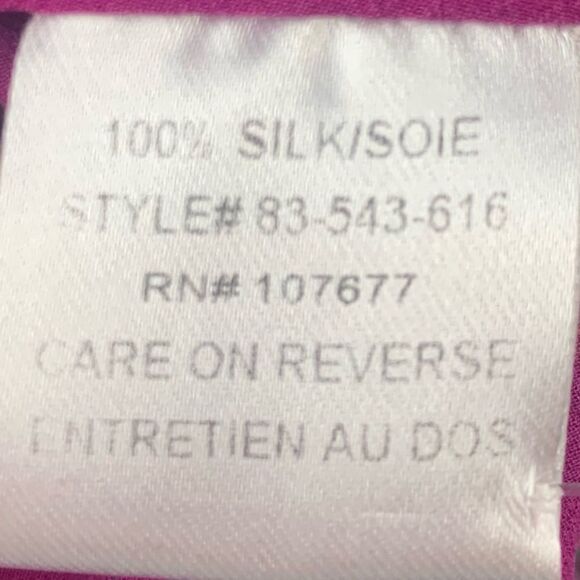 100% SILK/SOIE
STYLE# 83-543-616
RN# 107677
CARE ON REVERSE
ENTRETIEN AU DOS